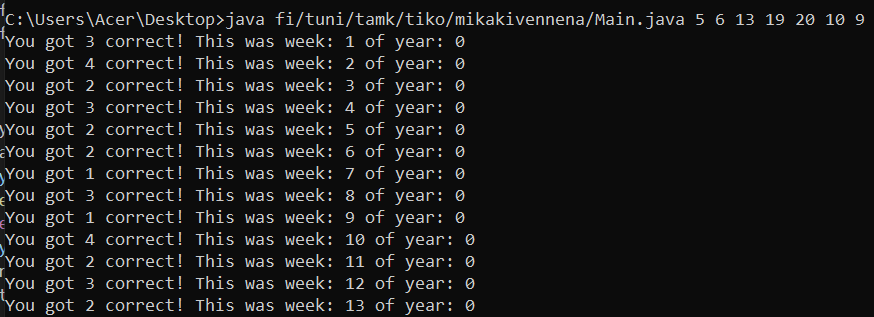 C:\Users\Acer\Desktop>java fi/tuni/tamk/tiko/mikakivennena/Main.java 5 6 13 19 20 10 9
You got 3 correct! This was week: 1 of year: 0
You got 4 correct! This was week: 2 of year: 0
You got 2 correct! This was week: 3 of year: 0
You got 3 correct! This was week: 4 of year: 0
You got 2 correct! This was week: 5 of year: 0
You got 2 correct! This was week: 6 of year: 0
You got 1 correct! This was week: 7 of year: 0
You got 3 correct! This was week: 8 of year: 0
You got 1 correct! This was week: 9 of year: 0
You got 4 correct! This was week: 10 of year: 0
You got 2 correct! This was week: 11 of year: 0
You got 3 correct! This was week: 12 of year: 0
You got 2 correct! This was week: 13 of year: 0